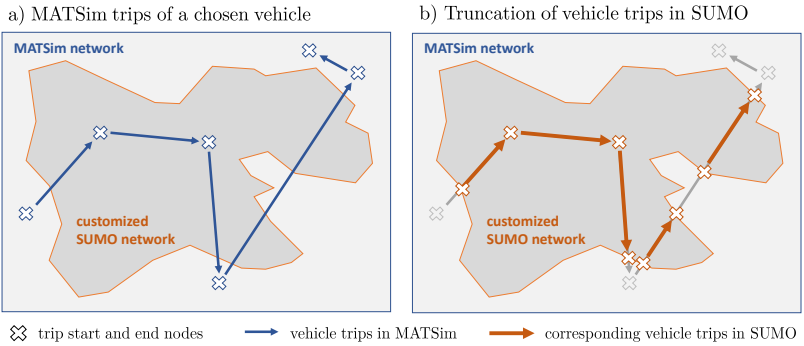 a) MATSim trips of a chosen vehicle
b) Truncation of vehicle trips in SUMO
MATSim network
customized
SUMO network
MATSim network
customized
SUMO network
trip start and end nodes
vehicle trips in MATSim
corresponding vehicle trips in SUMO